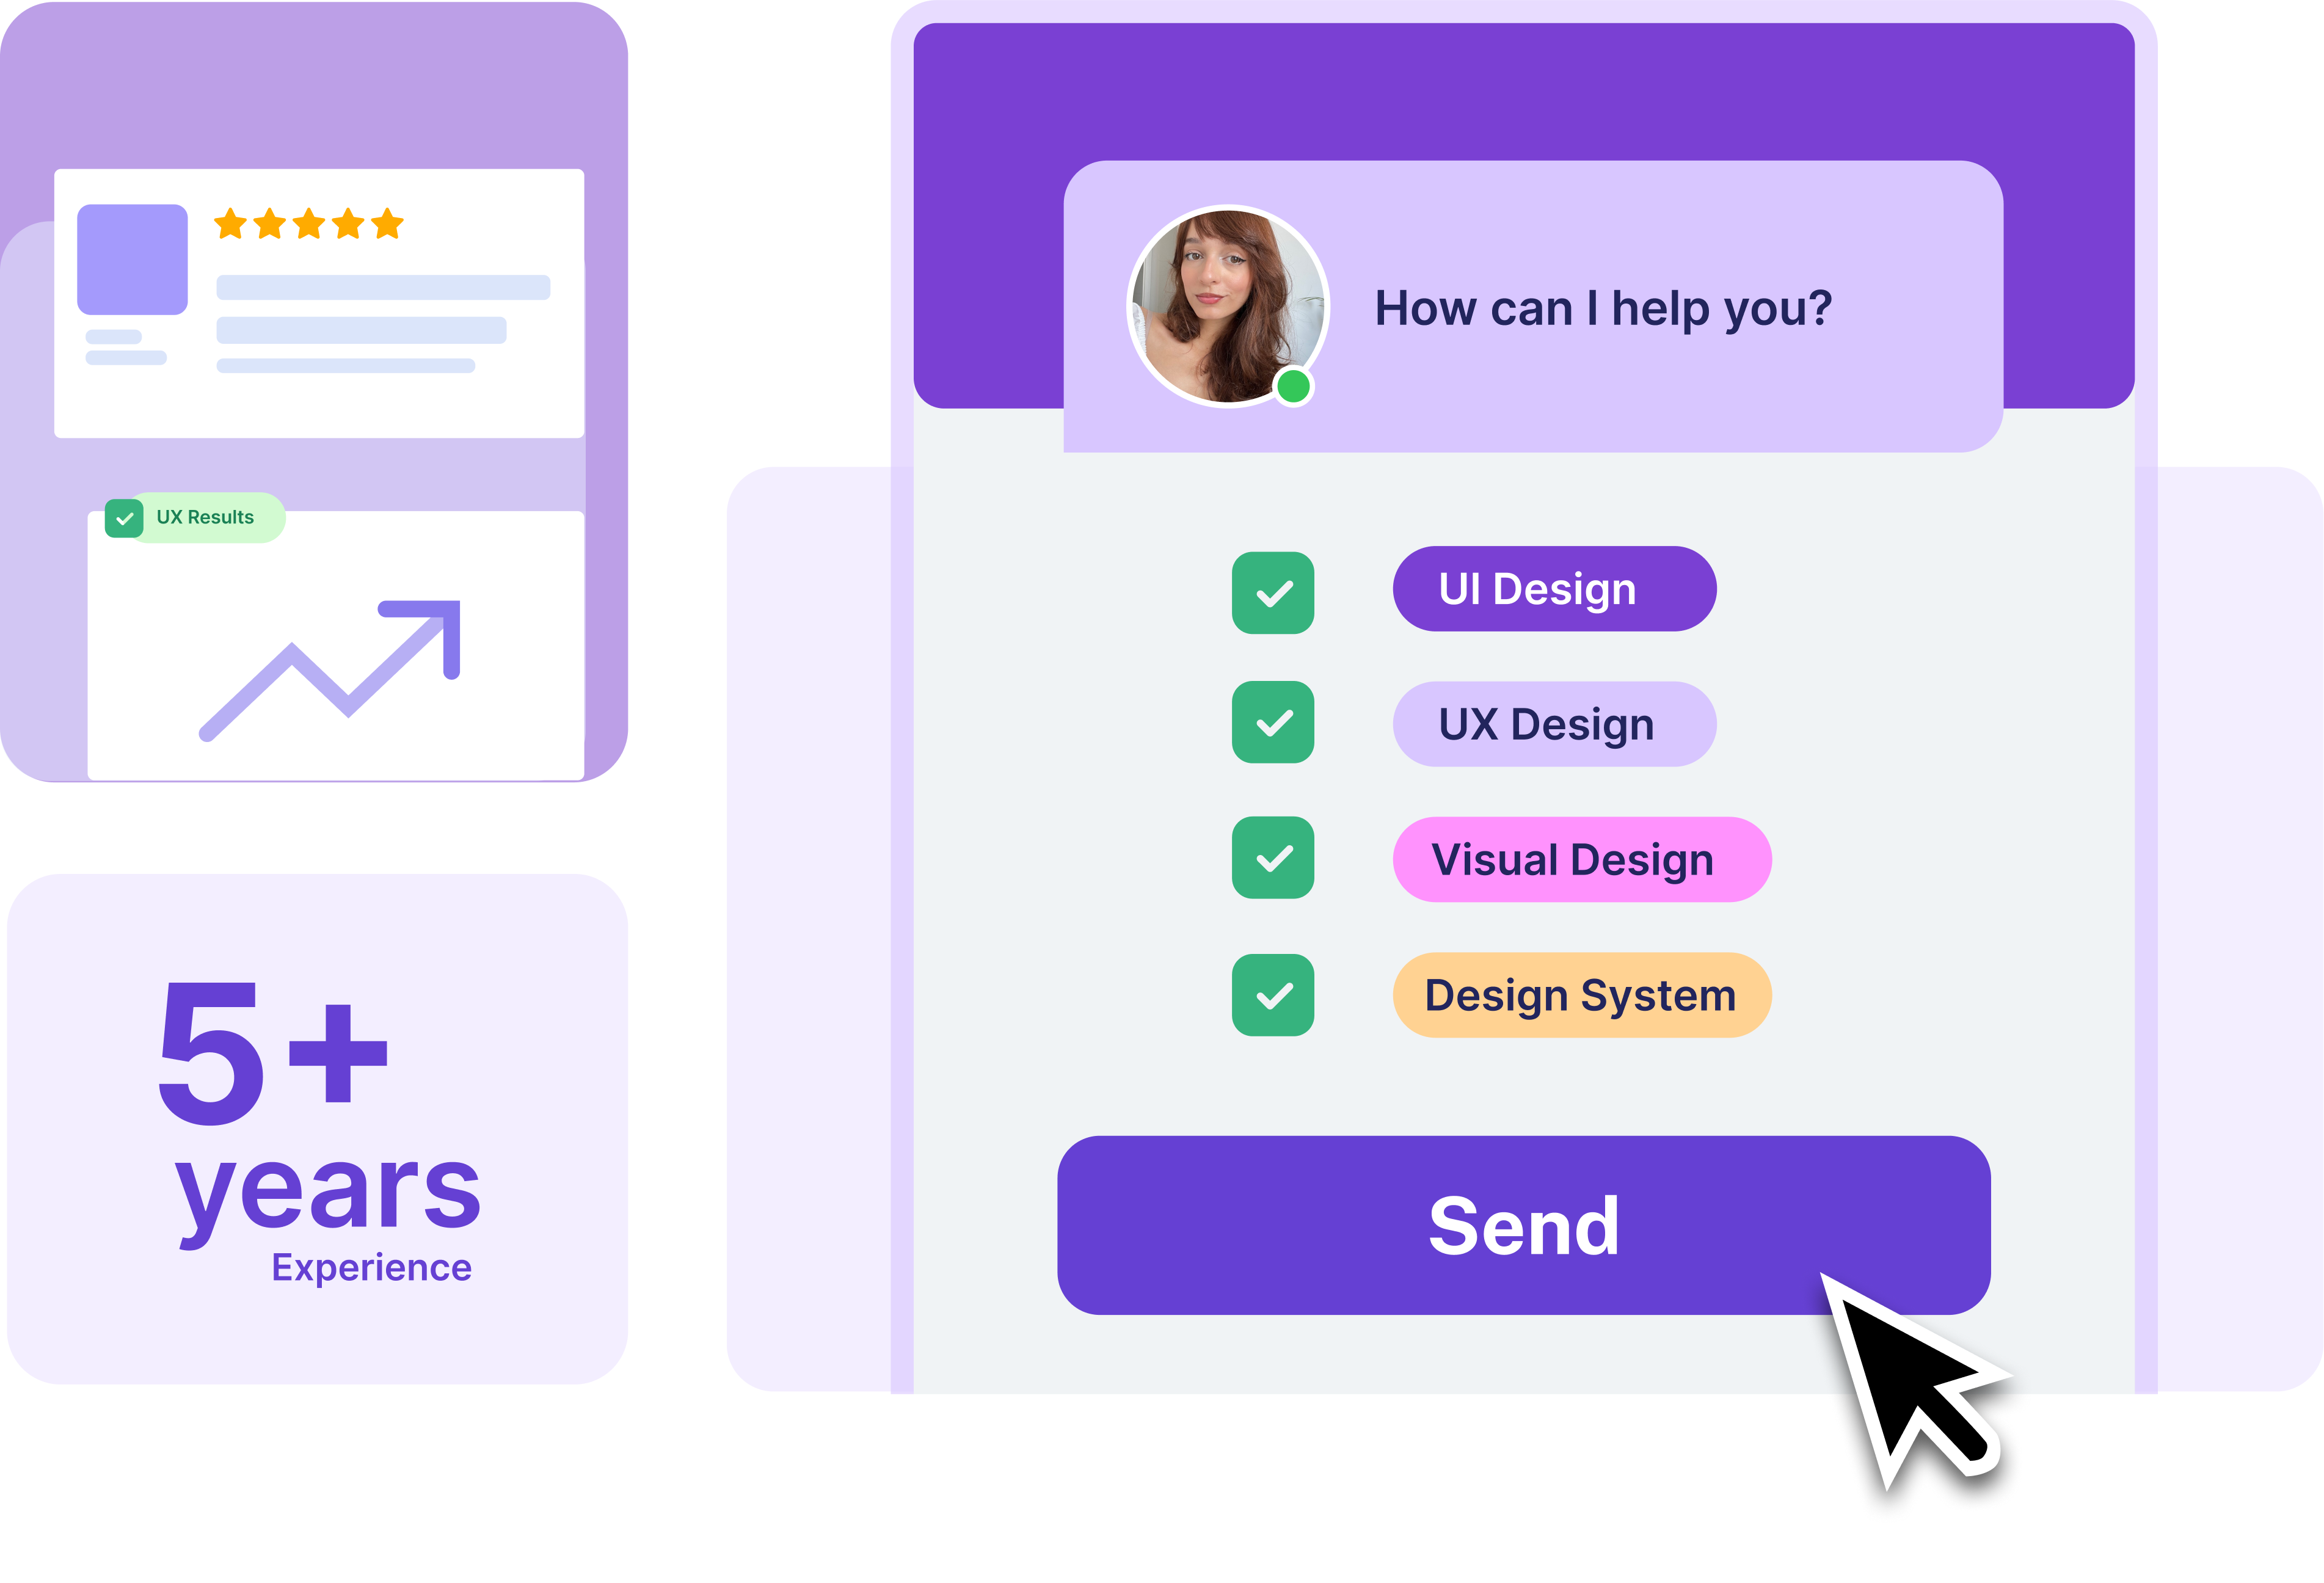 UX Results
5+
years
Experience
How can I help you?
UI Design
UX Design
Visual Design
Design System
Send